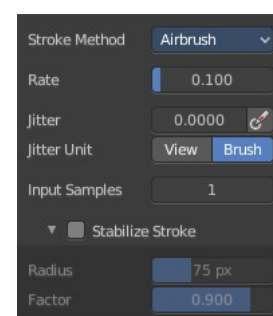 Stroke Method Airbrush
Rate 0.100
Jitter 0.0000
Jitter Unit View Brush
Input Samples 1
Stabilize Stroke
Radius 75 px
Factor 0.900